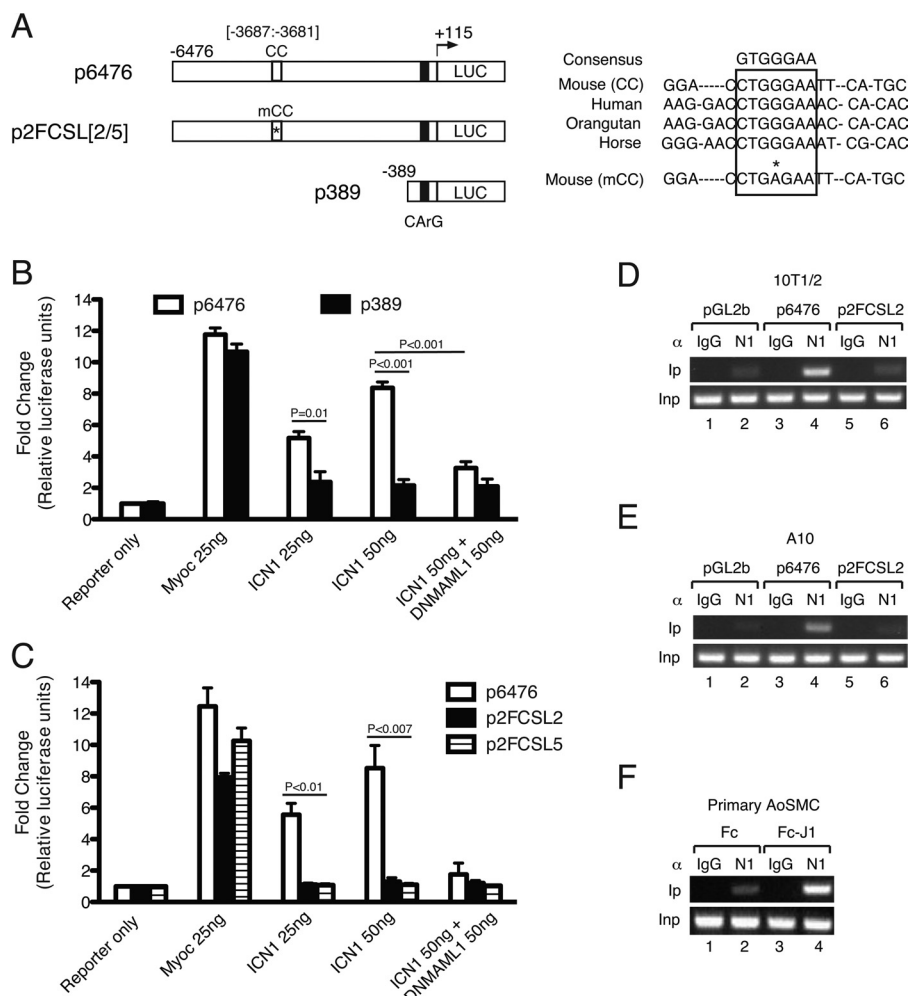 A
[-3687:-3681]
-6476
CC
+115
p6476
LUC
mCC
p2FCSL[2/5]
*
LUC
-389
p389
LUC
CArG
Consensus
GTGGGAA
Mouse (CC)
GGA-----CCTGGGAATT--CA-TGC
Human
AAG-GACCTGGGAAAC- CA-CAC
Orangutan
AAG-GACCTGGGAAAC- CA-CAC
Horse
GGG-AACCTGGGAAAT- CG-CAC
*
Mouse (mCC)
GGA-----CCTGAGAATT--CA-TGC
B
Fold Change
(Relative luciferase units)
14
12
10
8
6
4
2
0
p6476
p389
P=0.01
P<0.001
P<0.001
Reporter only
Myoc 25ng
ICN1 25ng
ICN1 50ng
ICN1 50ng +
DNMAML1 50ng
C
Fold Change
(Relative luciferase units)
14
12
10
8
6
4
2
0
p6476
p2FCSL2
p2FCSL5
P<0.01
P<0.007
Reporter only
Myoc 25ng
ICN1 25ng
ICN1 50ng
ICN1 50ng +
DNMAML1 50ng
D
10T1/2
pGL2b p6476 p2FCSL2
α IgG N1 IgG N1 IgG N1
Ip
Inp
1 2 3 4 5 6
E
A10
pGL2b p6476 p2FCSL2
α IgG N1 IgG N1 IgG N1
Ip
Inp
1 2 3 4 5 6
F
Primary AoSMC
Fc Fc-J1
α IgG N1 IgG N1
Ip
Inp
1 2 3 4